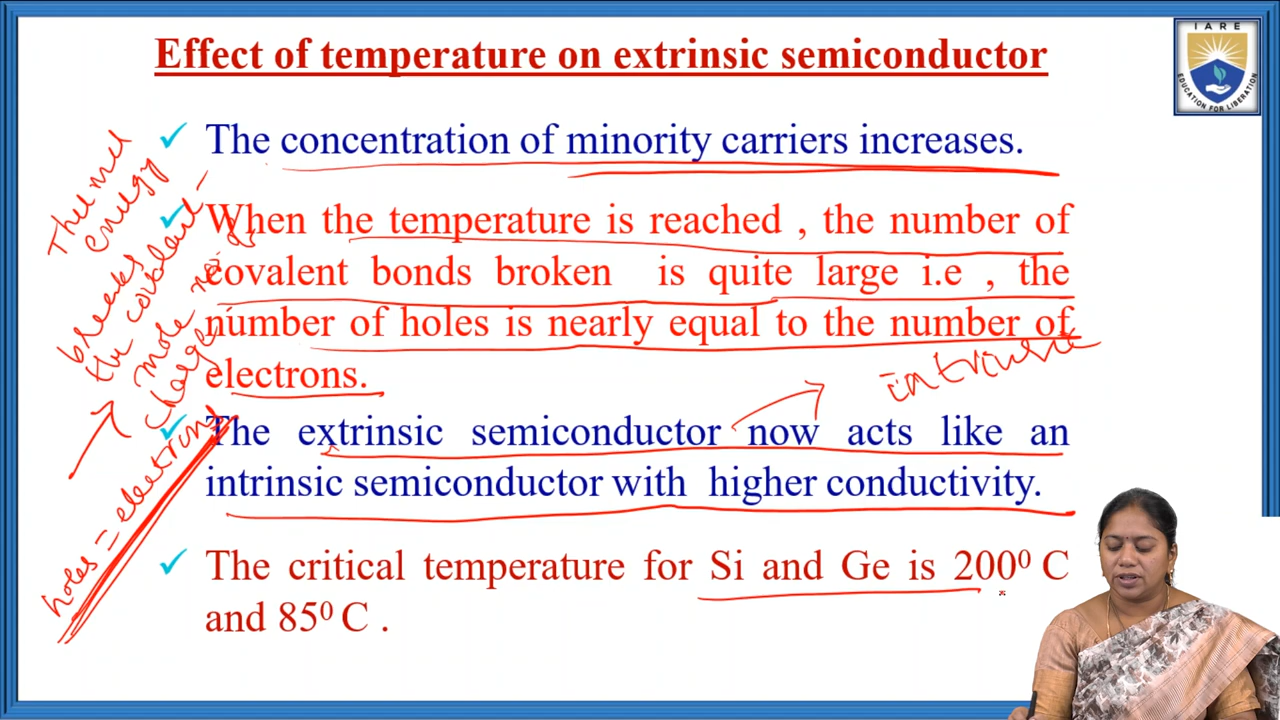 Effect of temperature on extrinsic semiconductor
IARE
EDUCATION FOR LIBERATION
✓ The concentration of minority carriers increases.
✓ When the temperature is reached , the number of
covalent bonds broken is quite large i.e , the
number of holes is nearly equal to the number of
electrons.
✓ The extrinsic semiconductor now acts like an
intrinsic semiconductor with higher conductivity.
✓ The critical temperature for Si and Ge is 200⁰ C
and 85⁰ C .
Thermal
energy
breaks
the covalent
more
charge
holes = electrons
intrinsic